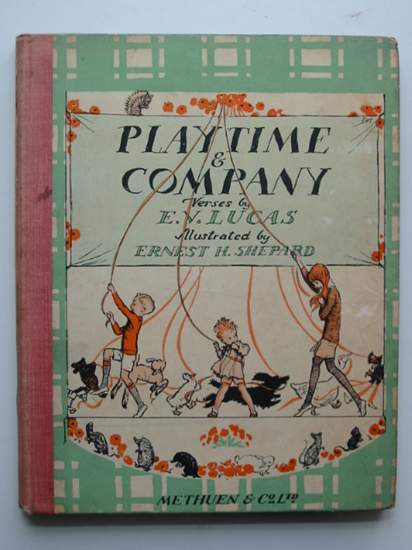 PLAYTIME
&
COMPANY
Verses by
E. V. LUCAS
Illustrated by
ERNEST H. SHEPARD
METHUEN & Co. LTD